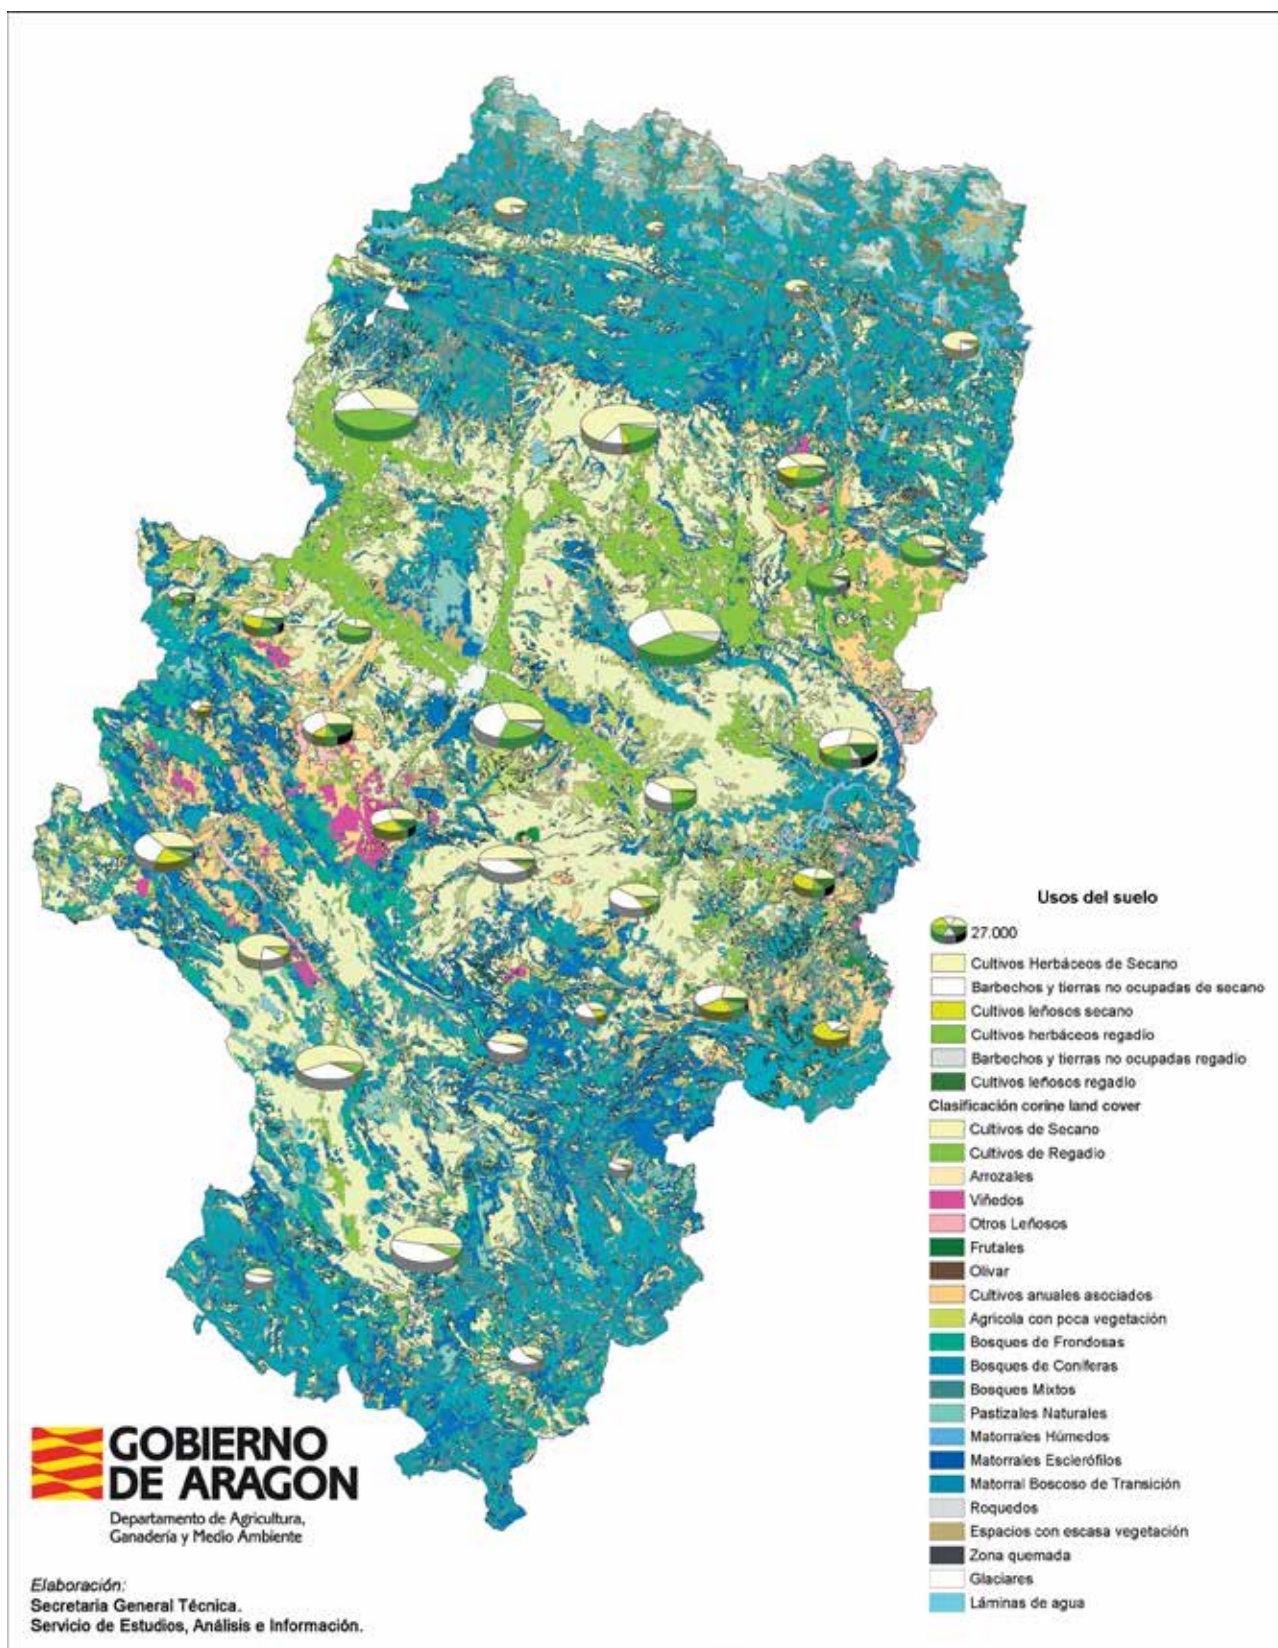 Usos del suelo
27.000
Cultivos Herbáceos de Secano
Barbechos y tierras no ocupadas de secano
Cultivos leñosos secano
Cultivos herbáceos regadío
Barbechos y tierras no ocupadas regadío
Cultivos leñosos regadío
Clasificación corine land cover
Cultivos de Secano
Cultivos de Regadío
Arrozales
Viñedos
Otros Leñosos
Frutales
Olivar
Cultivos anuales asociados
Agrícola con poca vegetación
Bosques de Frondosas
Bosques de Coníferas
Bosques Mixtos
Pastizales Naturales
Matorrales Húmedos
Matorrales Esclerófilos
Matorral Boscoso de Transición
Roquedos
Espacios con escasa vegetación
Zona quemada
Glaciares
Láminas de agua
GOBIERNO
DE ARAGON
Departamento de Agricultura,
Ganadería y Medio Ambiente
Elaboración:
Secretaria General Técnica.
Servicio de Estudios, Análisis e Información.